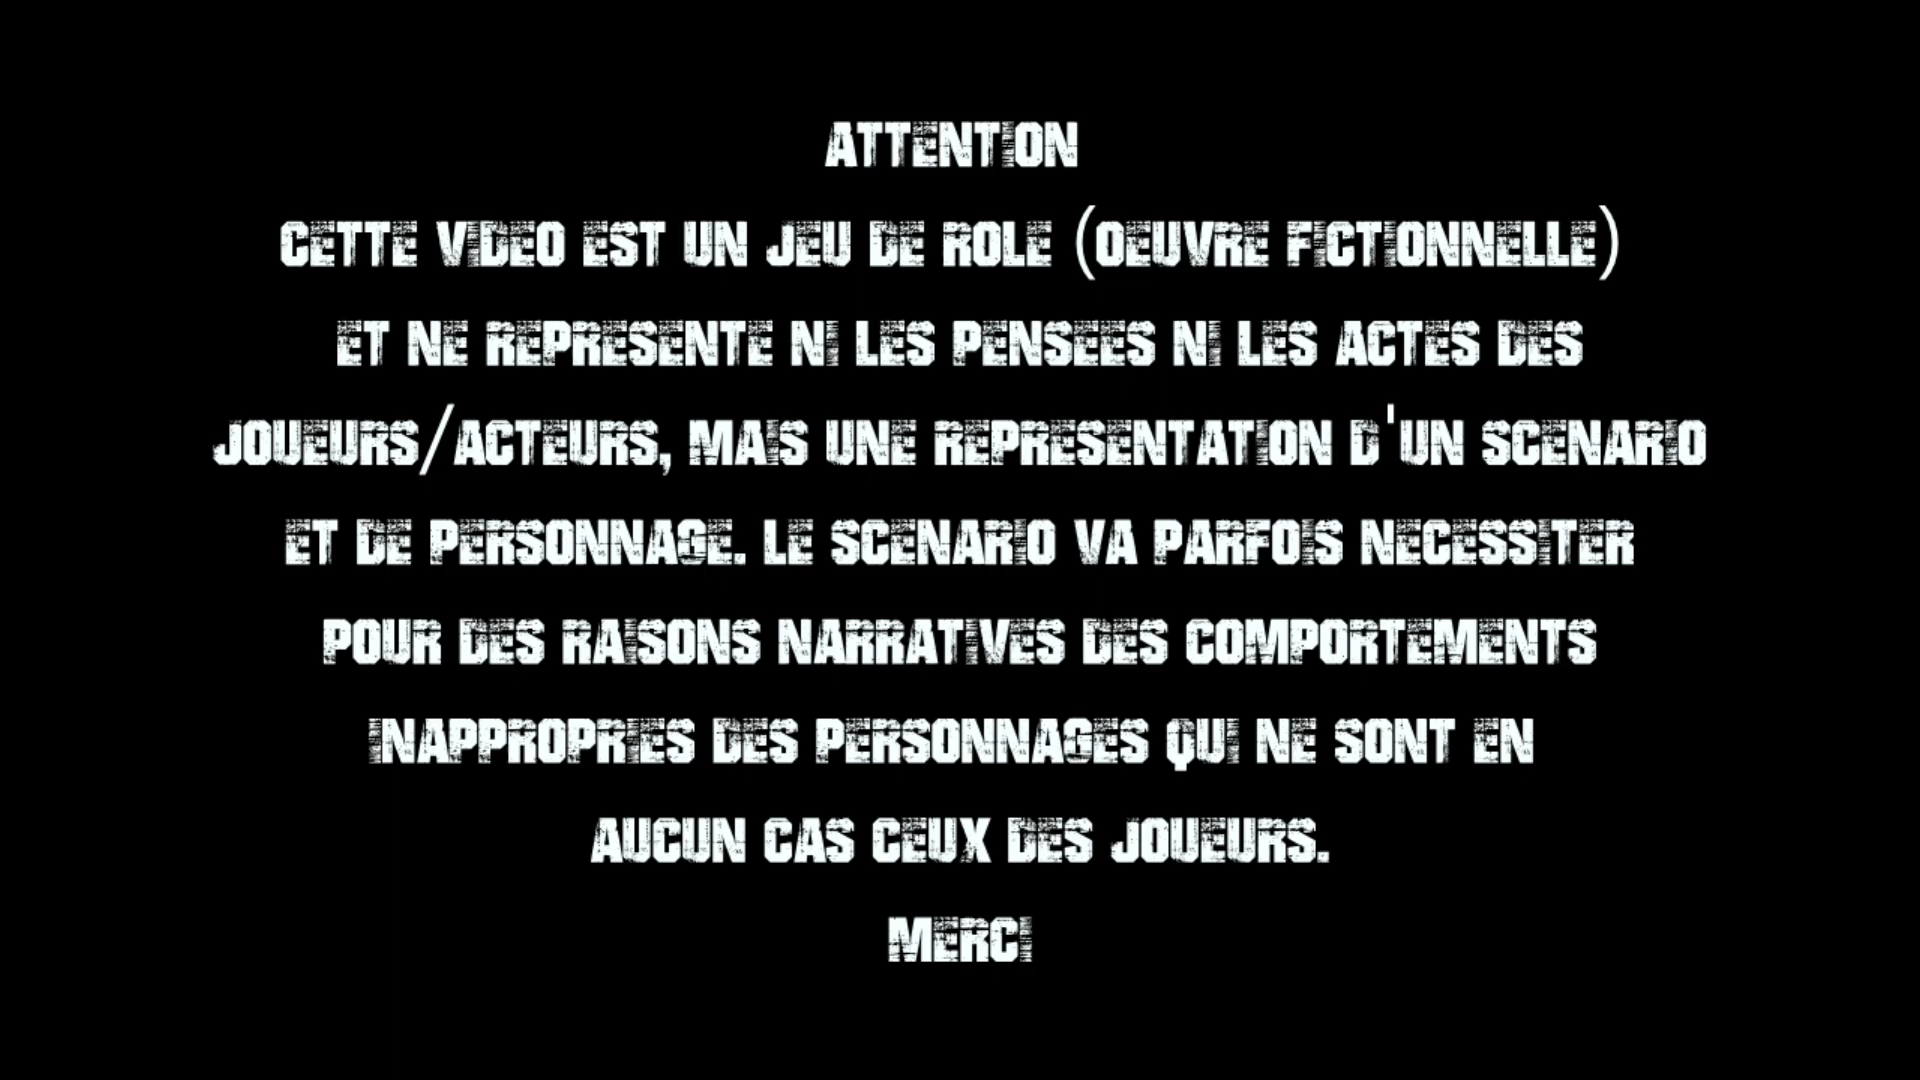 ATTENTION
CETTE VIDEO EST UN JEU DE ROLE (OEUVRE FICTIONNELLE)
ET NE REPRESENTE NI LES PENSEES NI LES ACTES DES
JOUEURS/ACTEURS, MAIS UNE REPRESENTATION D'UN SCENARIO
ET DE PERSONNAGE. LE SCENARIO VA PARFOIS NECESSITER
POUR DES RAISONS NARRATIVES DES COMPORTEMENTS
INAPPROPRIES DES PERSONNAGES QUI NE SONT EN
AUCUN CAS CEUX DES JOUEURS.
MERCI